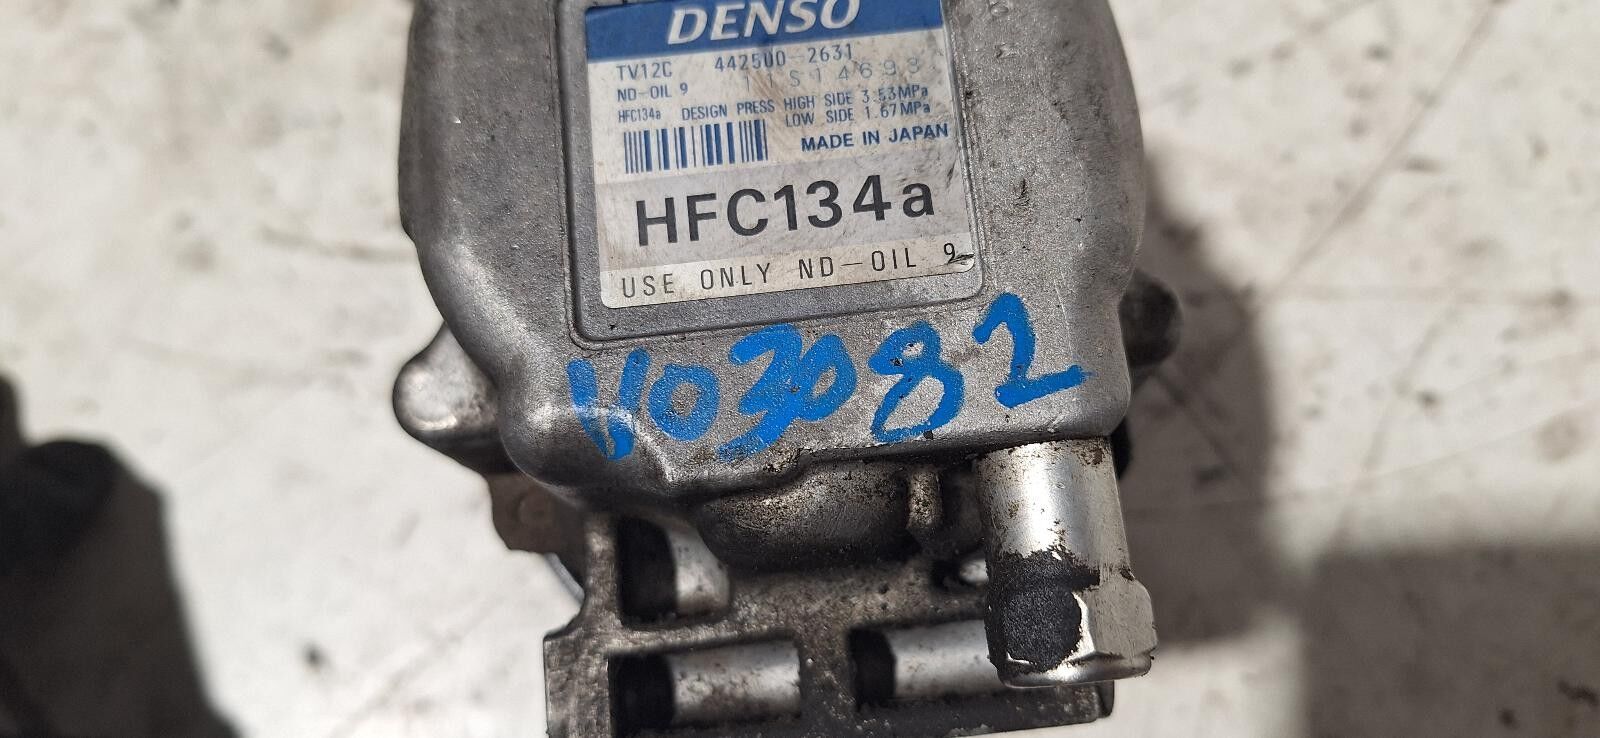 DENSO
TV12C 442500-2631
ND-OIL 9 11S14693
HFC134a DESIGN PRESS HIGH SIDE 3.53MPa
LOW SIDE 1.67MPa
MADE IN JAPAN
HFC134a
USE ONLY ND-OIL 9
V03082